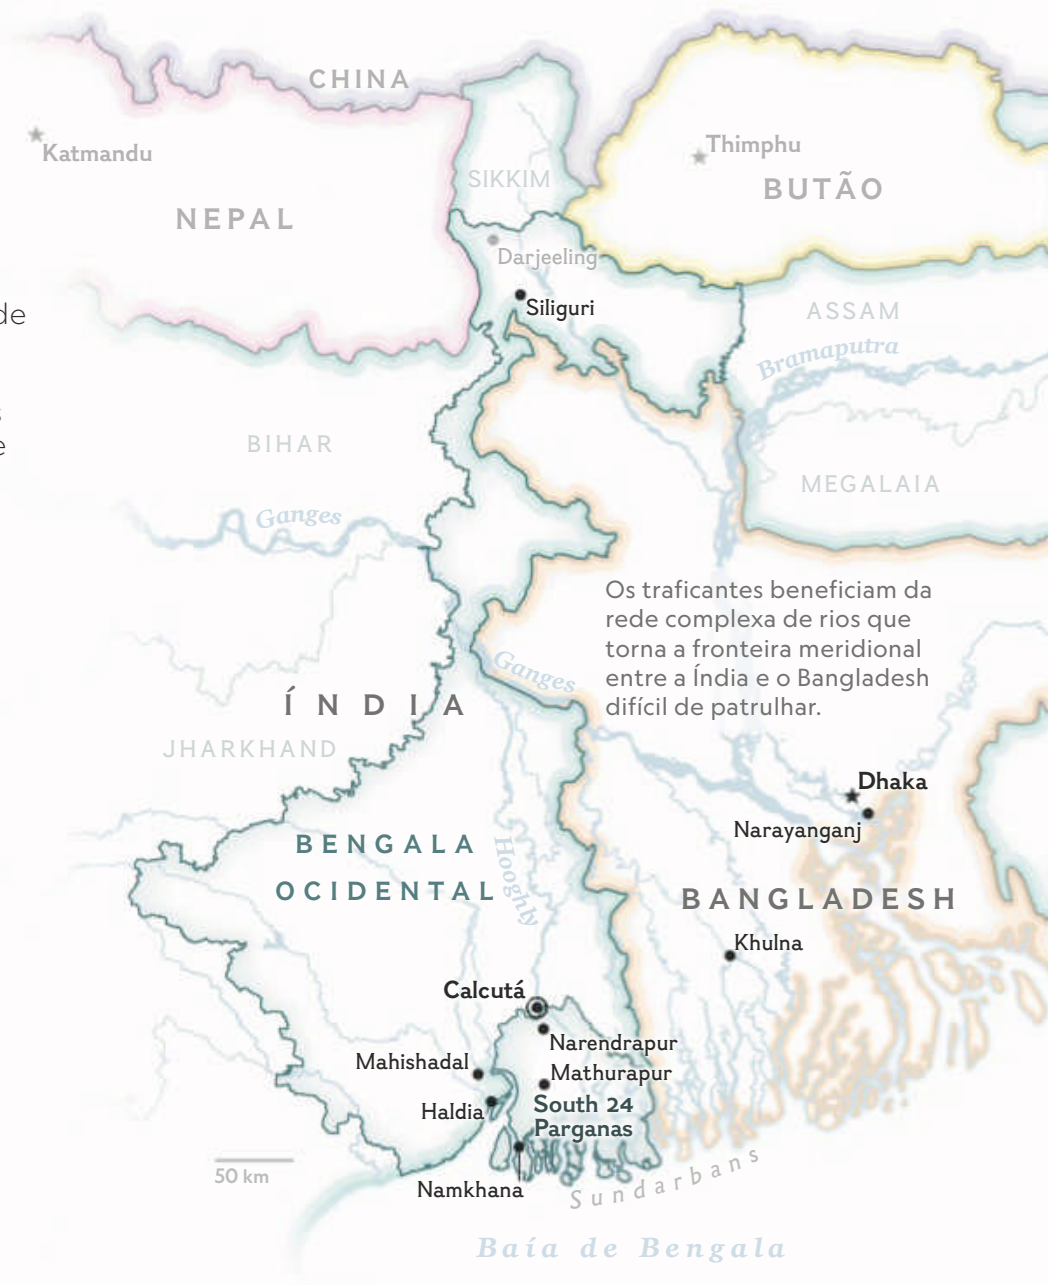 CHINA
Katmandu
Thimphu
SIKKIM
BUTÃO
NEPAL
Darjeeling
de
Siliguri
ASSAM
Bramaputra
s
e
BIHAR
MEGALAIA
Ganges
Os traficantes beneficiam da
rede complexa de rios que
torna a fronteira meridional
entre a Índia e o Bangladesh
difícil de patrulhar.
Ganges
ÍNDIA
JHARKHAND
Dhaka
Narayanganj
BENGALA
OCIDENTAL
Hooghly
BANGLADESH
Khulna
Calcutá
Narendrapur
Mahishadal
Mathurapur
Haldia
South 24
Parganas
50 km
Namkhana
Sundarbans
Baía de Bengala